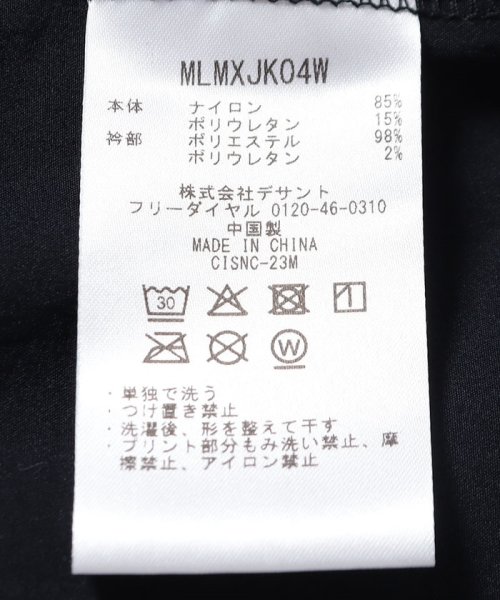 MLMXJK04W
本体 ナイロン 85%
ポリウレタン 15%
衿部 ポリエステル 98%
ポリウレタン 2%
株式会社デサント
フリーダイヤル 0120-46-0310
中国製
MADE IN CHINA
CISNC-23M
30
W
・単独で洗う
・つけ置き禁止
・洗濯後、形を整えて干す
・プリント部分もみ洗い禁止、摩
擦禁止、アイロン禁止